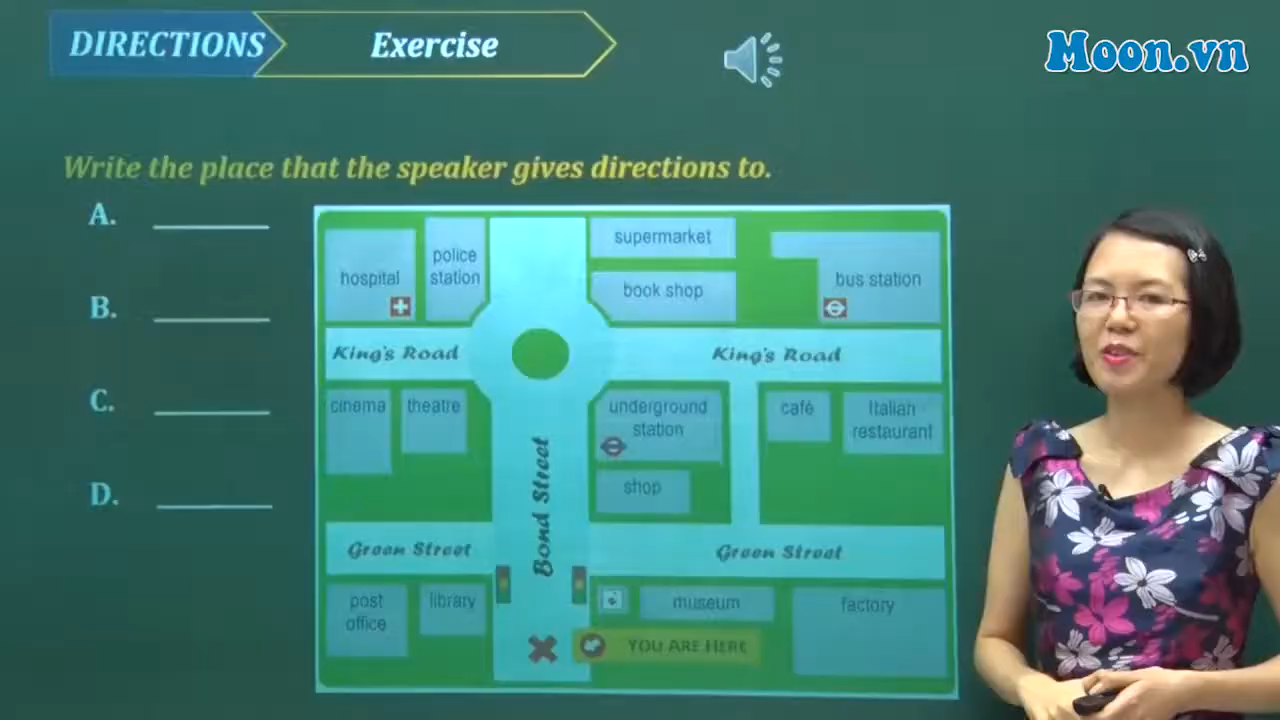 DIRECTIONS
Exercise
Moon.vn
Write the place that the speaker gives directions to.
A.
B.
C.
D.
hospital
police
station
supermarket
book shop
bus station
King's Road
King's Road
cinema
theatre
underground
station
café
Italian
restaurant
shop
Bond Street
Green Street
Green Street
post
office
library
museum
factory
YOU ARE HERE